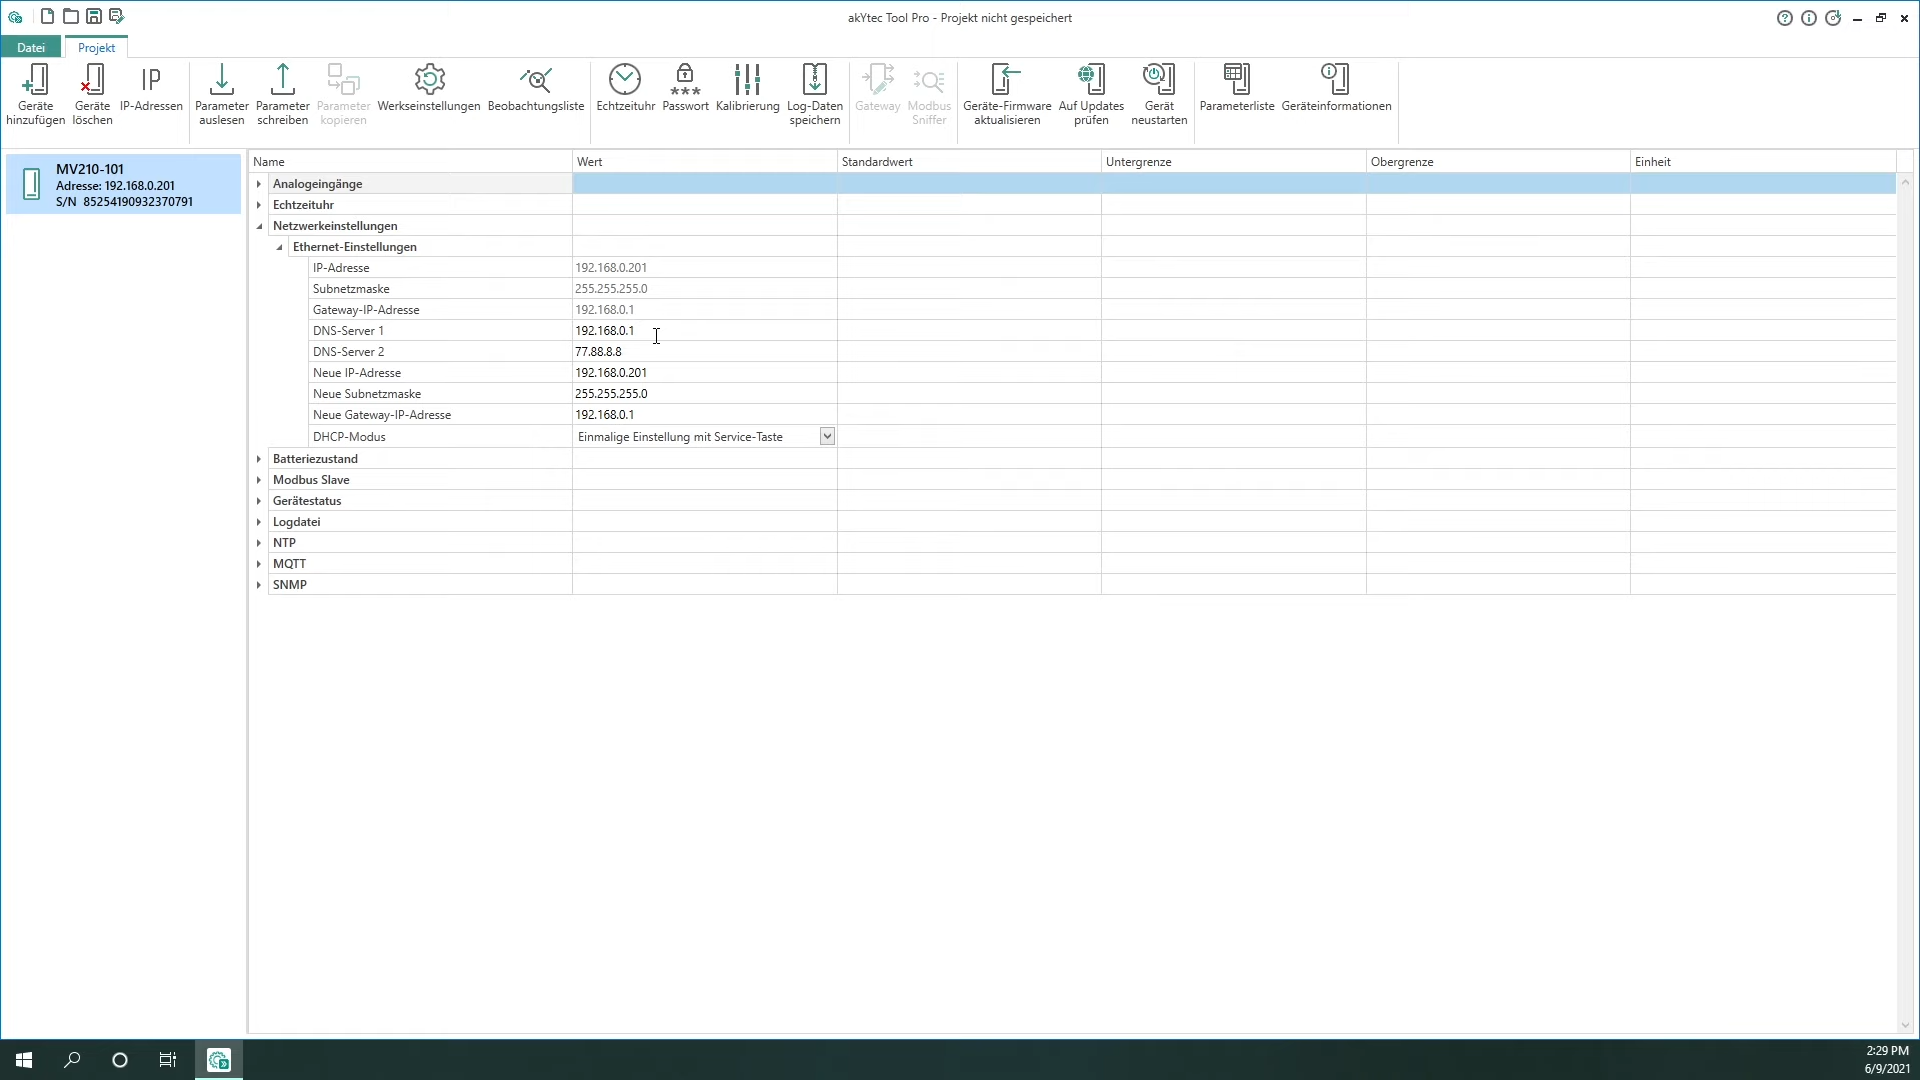 akYtec Tool Pro - Projekt nicht gespeichert
Datei
Projekt
Geräte
hinzufügen
Geräte
löschen
IP
IP-Adressen
Parameter
auslesen
Parameter
schreiben
Parameter
kopieren
Werkseinstellungen
Beobachtungsliste
Echtzeituhr
Passwort
Kalibrierung
Log-Daten
speichern
Gateway
Modbus
Sniffer
Geräte-Firmware
aktualisieren
Auf Updates
prüfen
Gerät
neustarten
Parameterliste
Geräteinformationen
MV210-101
Adresse: 192.168.0.201
S/N 85254190932370791
Name Wert Standardwert Untergrenze Obergrenze Einheit
Analogeingänge
Echtzeituhr
Netzwerkeinstellungen
Ethernet-Einstellungen
IP-Adresse 192.168.0.201
Subnetzmaske 255.255.255.0
Gateway-IP-Adresse 192.168.0.1
DNS-Server 1 192.168.0.1
DNS-Server 2 77.88.8.8
Neue IP-Adresse 192.168.0.201
Neue Subnetzmaske 255.255.255.0
Neue Gateway-IP-Adresse 192.168.0.1
DHCP-Modus Einmalige Einstellung mit Service-Taste
Batteriezustand
Modbus Slave
Gerätestatus
Logdatei
NTP
MQTT
SNMP
2:29 PM
6/9/2021